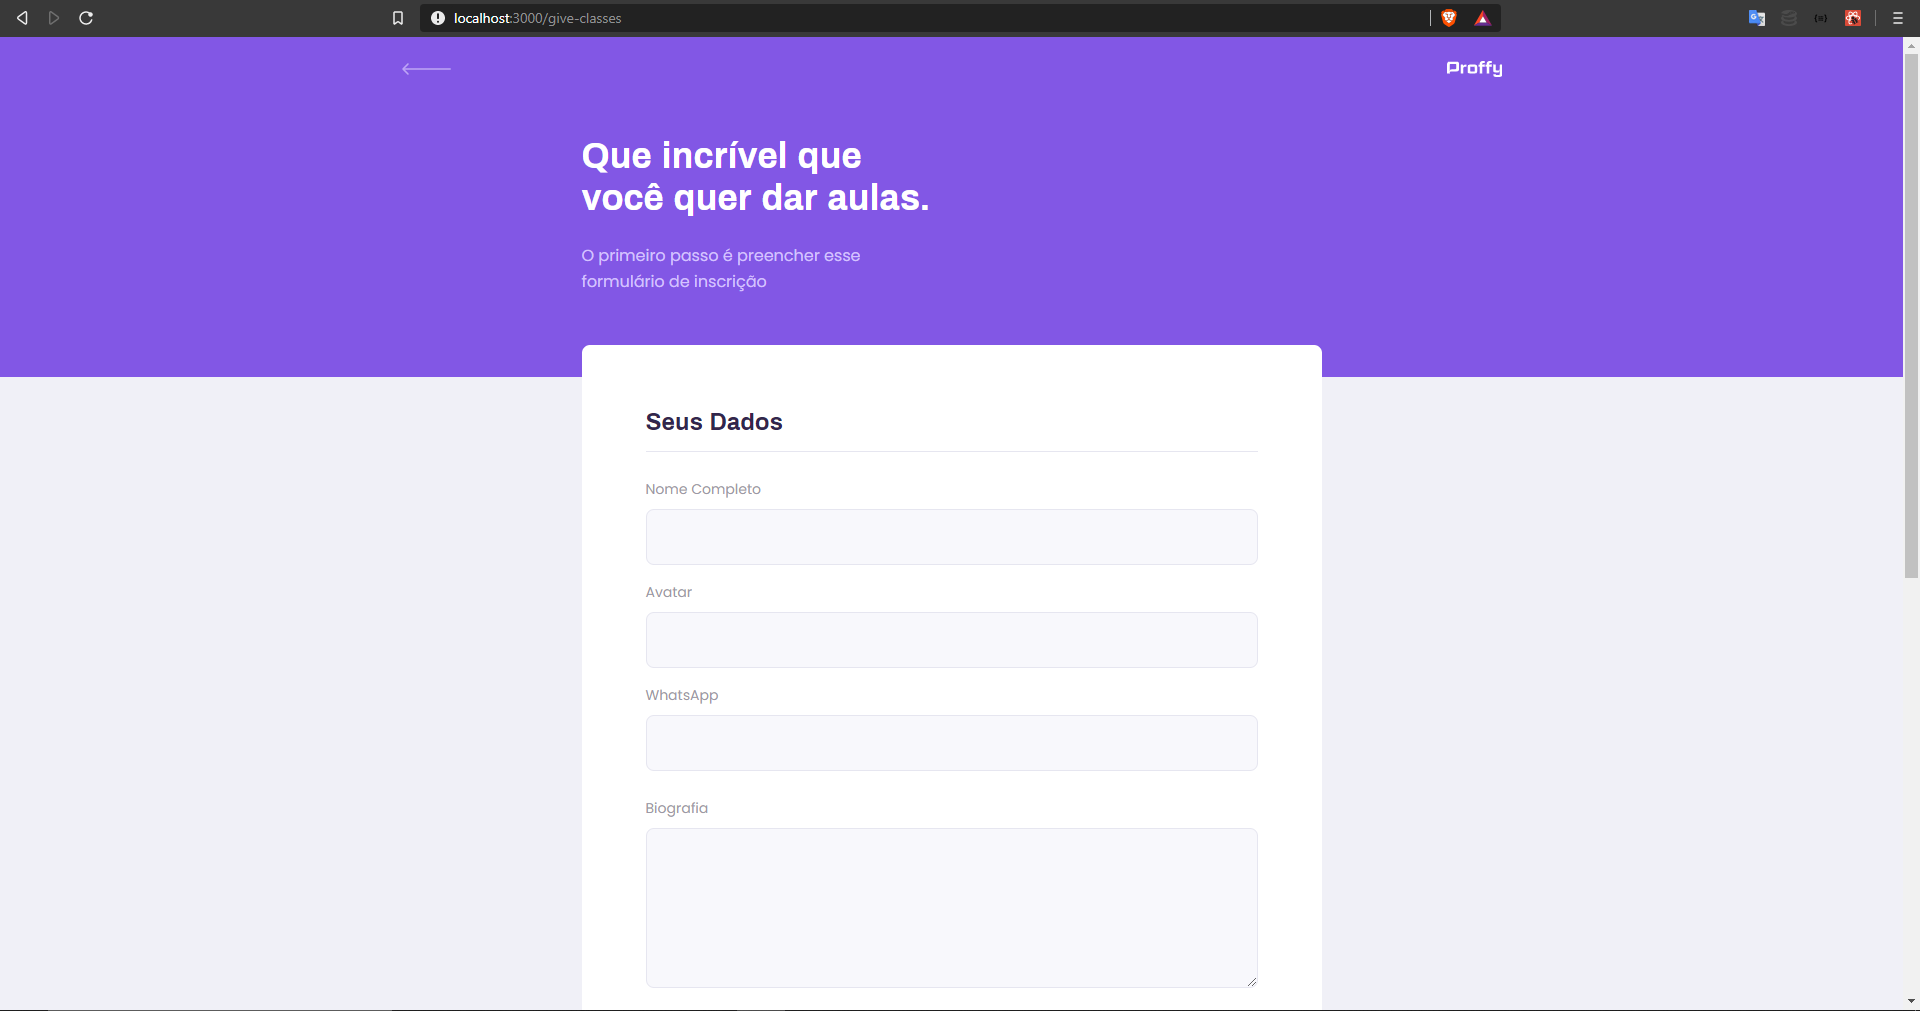 localhost:3000/give-classes
Proffy
Que incrível que
você quer dar aulas.
O primeiro passo é preencher esse
formulário de inscrição
Seus Dados
Nome Completo
Avatar
WhatsApp
Biografia